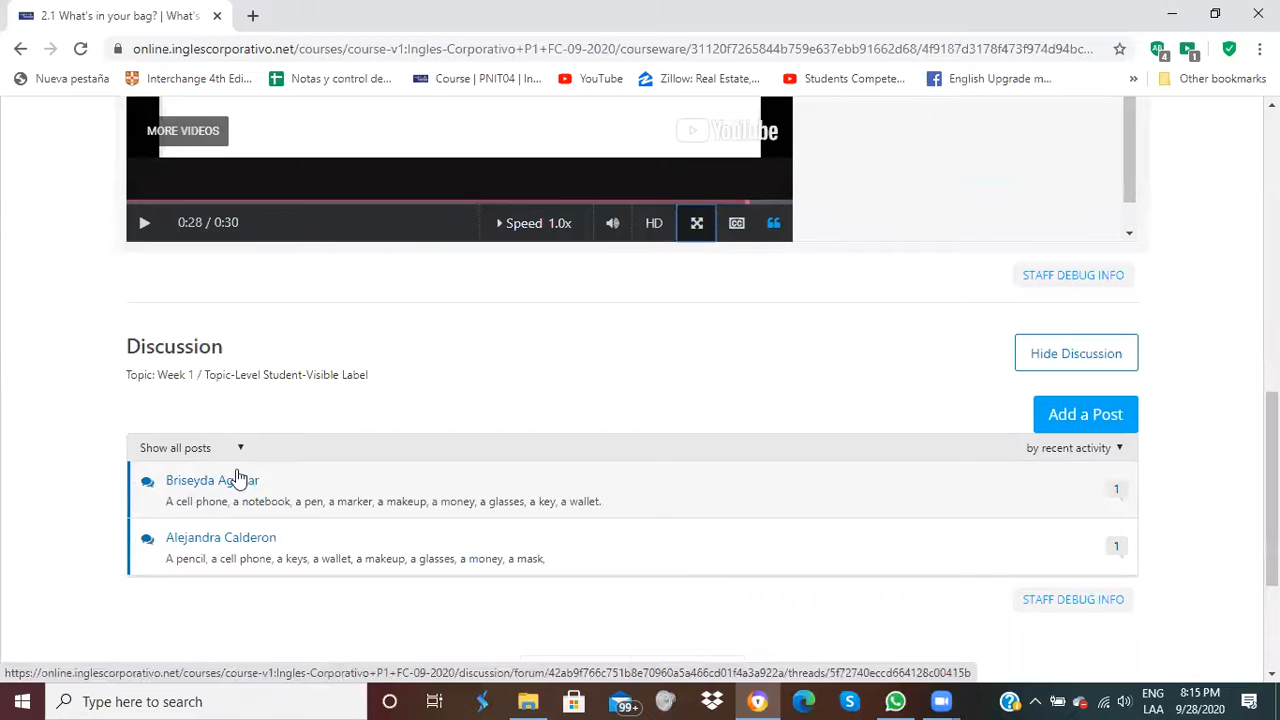 2.1 What's in your bag? | What's
online.inglescorporativo.net/courses/course-v1:Ingles-Corporativo+P1+FC-09-2020/courseware/31120f7265844b759e637ebb91662d68/4f9187d3178f473f974d94bc...
4
1
Nueva pestaña
Interchange 4th Edi...
Notas y control de...
Course | PNIT04 | In...
YouTube
Zillow: Real Estate,...
Students Compete...
English Upgrade m...
»
Other bookmarks
MORE VIDEOS
YouTube
0:28 / 0:30
Speed 1.0x
HD
CC
STAFF DEBUG INFO
Discussion
Hide Discussion
Topic: Week 1 / Topic-Level Student-Visible Label
Add a Post
Show all posts
by recent activity
Briseyda
1
A cell phone, a notebook, a pen, a marker, a makeup, a money, a glasses, a key, a wallet.
Alejandra Calderon
1
A pencil, a cell phone, a keys, a wallet, a makeup, a glasses, a money, a mask,
STAFF DEBUG INFO
https://online.inglescorporativo.net/courses/course-v1:Ingles-Corporativo+P1+FC-09-2020/discussion/forum/42ab9f766c751b8e70960a5a466cd01f4a3a922a/threads/5f72740eccd664128c00415b
Type here to search
99+
ENG
LAA
8:15 PM
9/28/2020